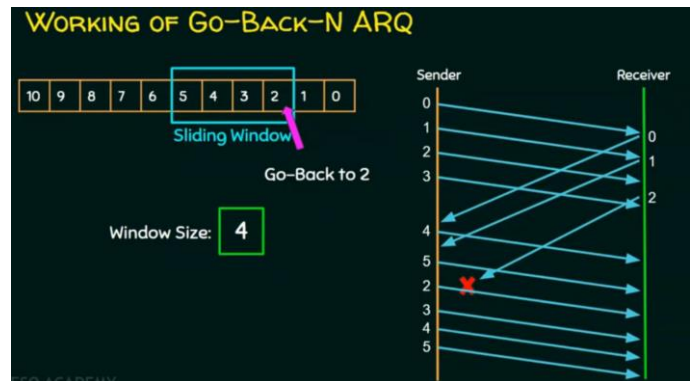 WORKING OF GO-BACK-N ARQ
10 9 8 7 6 5 4 3 2 1 0
Sliding Window
Go-Back to 2
Window Size: 4
Sender
0
1
2
3
4
5
2
3
4
5
Receiver
0
1
2